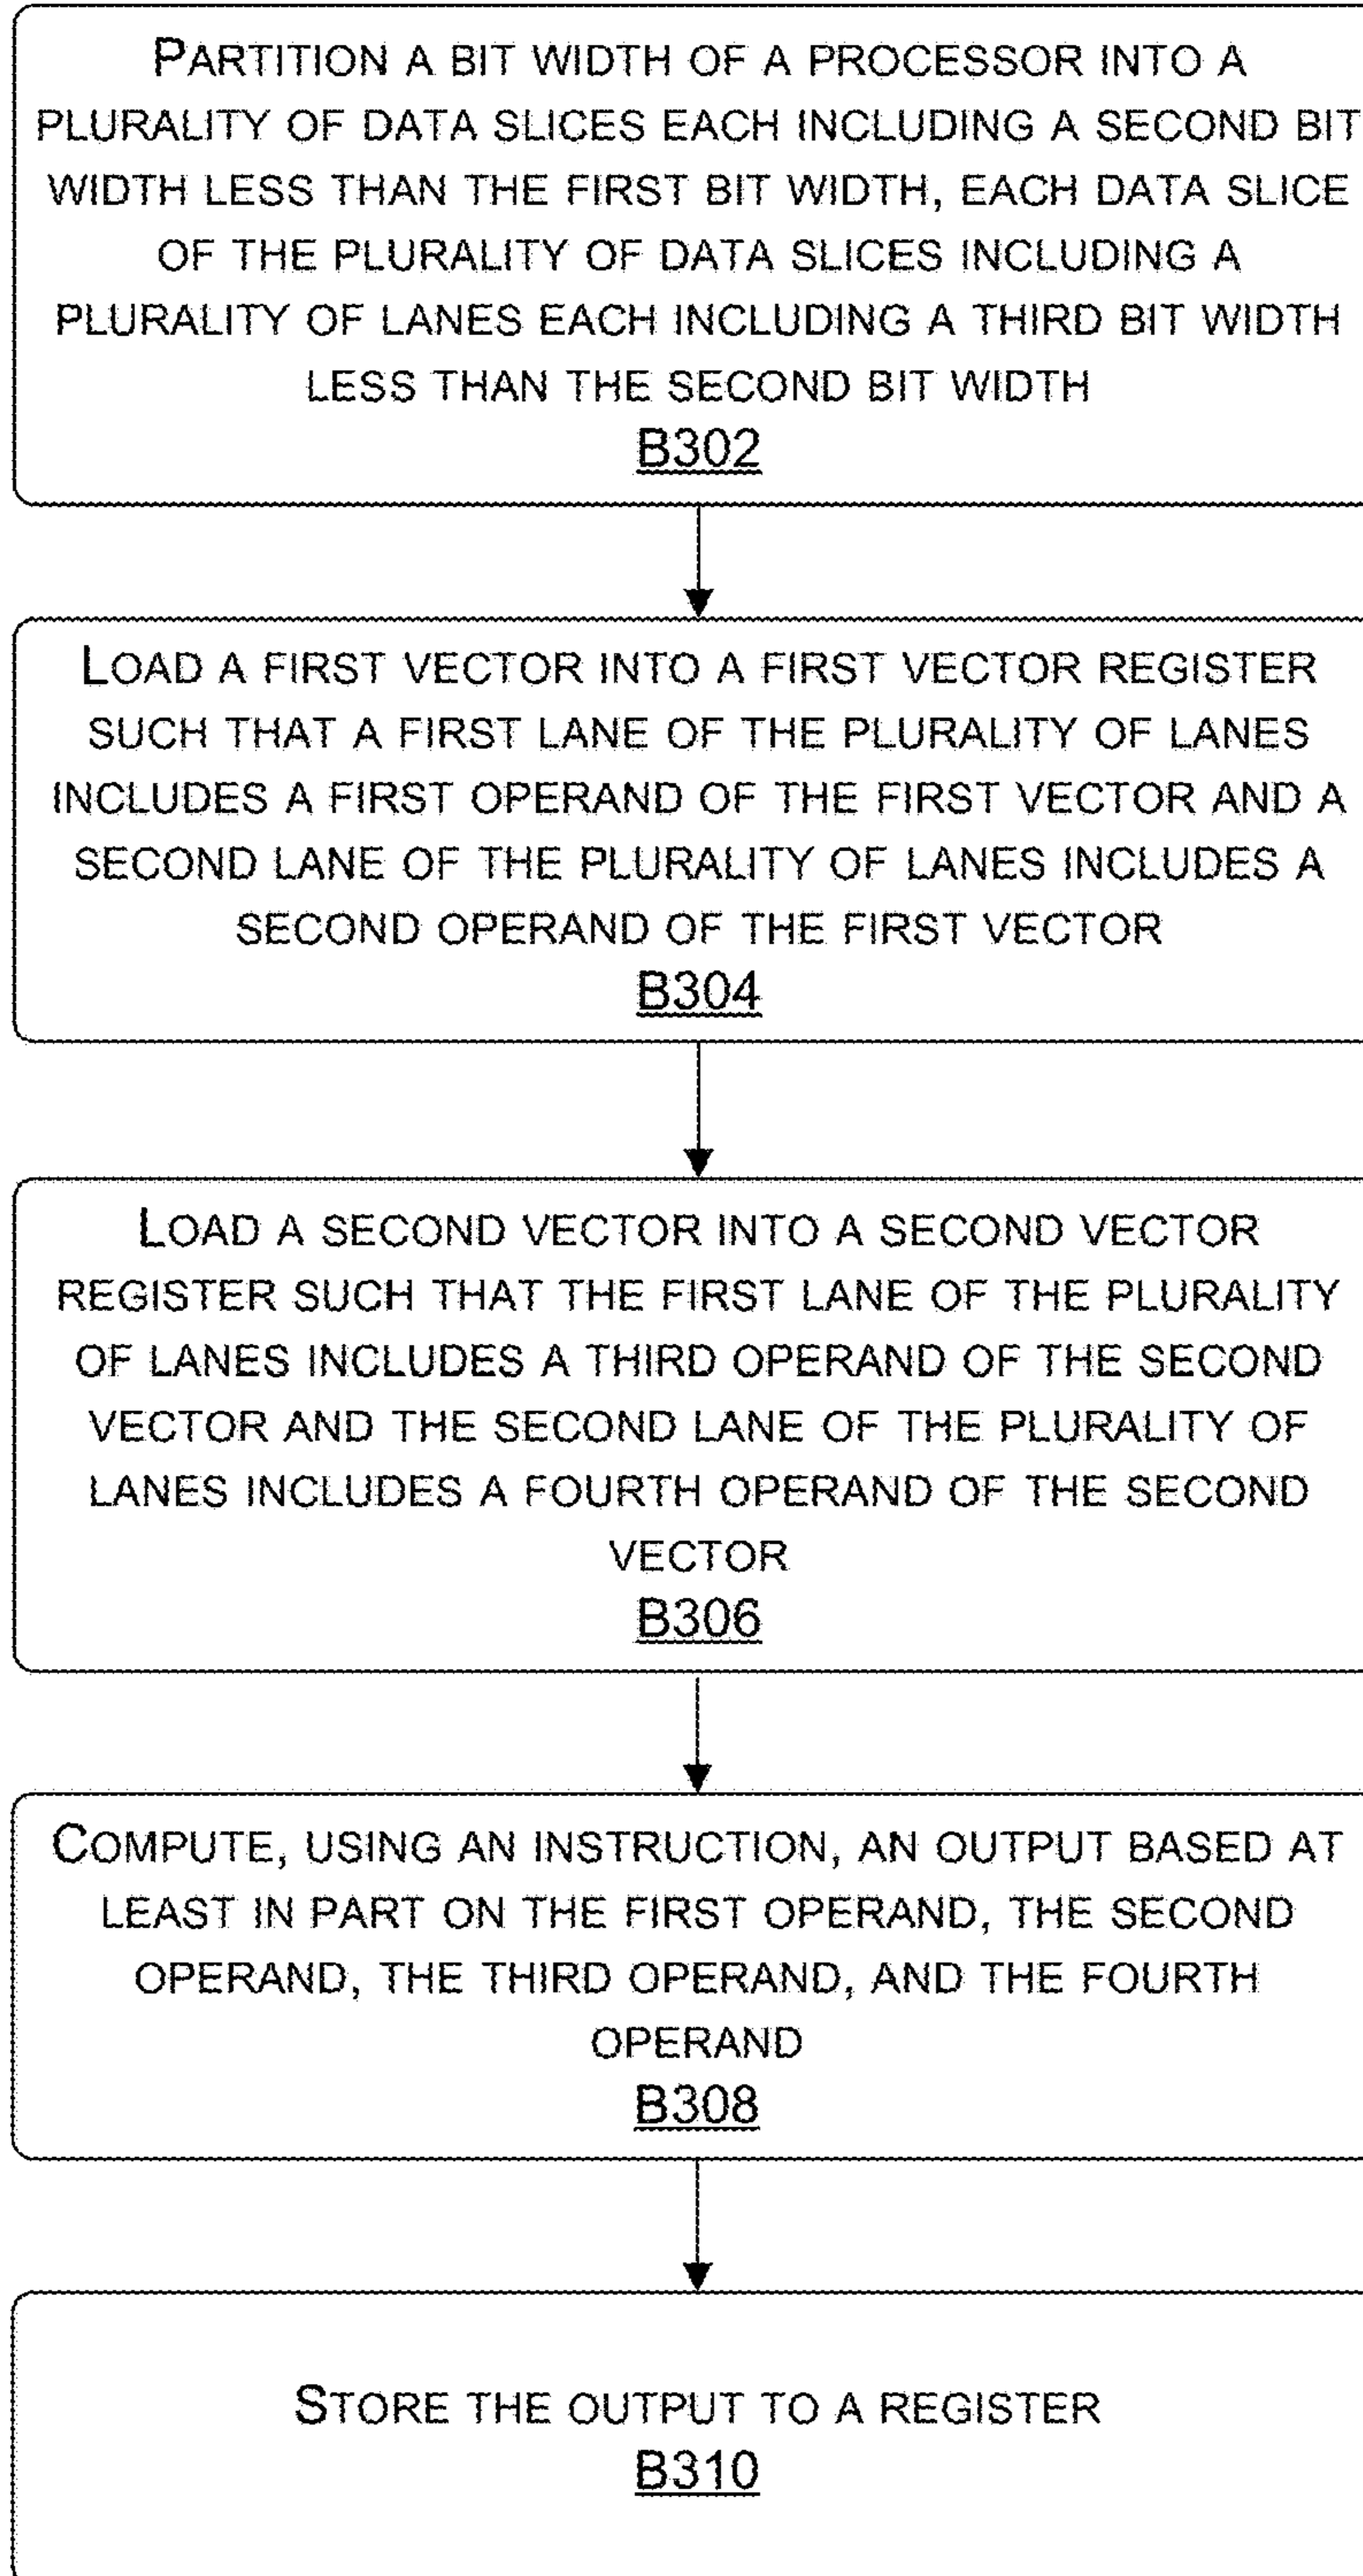 PARTITION A BIT WIDTH OF A PROCESSOR INTO A
PLURALITY OF DATA SLICES EACH INCLUDING A SECOND BIT
WIDTH LESS THAN THE FIRST BIT WIDTH, EACH DATA SLICE
OF THE PLURALITY OF DATA SLICES INCLUDING A
PLURALITY OF LANES EACH INCLUDING A THIRD BIT WIDTH
LESS THAN THE SECOND BIT WIDTH
B302
LOAD A FIRST VECTOR INTO A FIRST VECTOR REGISTER
SUCH THAT A FIRST LANE OF THE PLURALITY OF LANES
INCLUDES A FIRST OPERAND OF THE FIRST VECTOR AND A
SECOND LANE OF THE PLURALITY OF LANES INCLUDES A
SECOND OPERAND OF THE FIRST VECTOR
B304
LOAD A SECOND VECTOR INTO A SECOND VECTOR
REGISTER SUCH THAT THE FIRST LANE OF THE PLURALITY
OF LANES INCLUDES A THIRD OPERAND OF THE SECOND
VECTOR AND THE SECOND LANE OF THE PLURALITY OF
LANES INCLUDES A FOURTH OPERAND OF THE SECOND
VECTOR
B306
COMPUTE, USING AN INSTRUCTION, AN OUTPUT BASED AT
LEAST IN PART ON THE FIRST OPERAND, THE SECOND
OPERAND, THE THIRD OPERAND, AND THE FOURTH
OPERAND
B308
STORE THE OUTPUT TO A REGISTER
B310